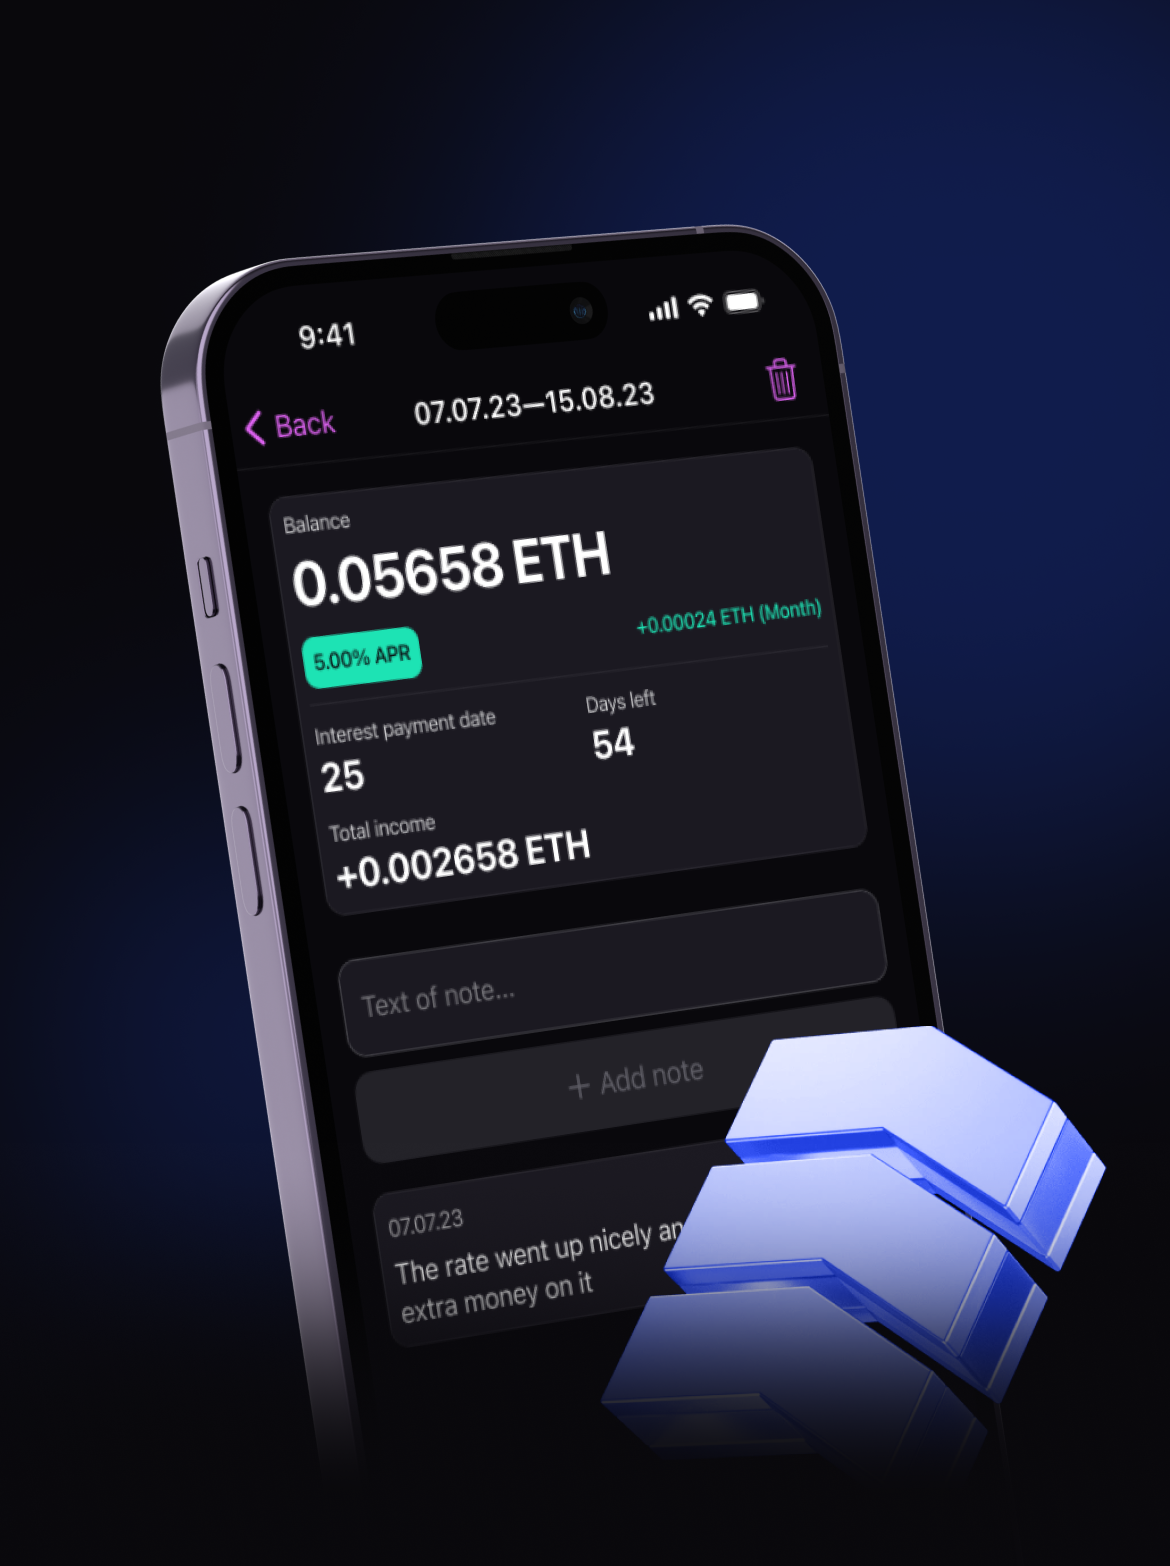 9:41
Back
07.07.23—15.08.23
Balance
0.05658 ETH
5.00% APR
+0.00024 ETH (Month)
Interest payment date
Days left
25
54
Total income
+0.002658 ETH
Text of note...
+ Add note
07.07.23
The rate went up nicely an
extra money on it